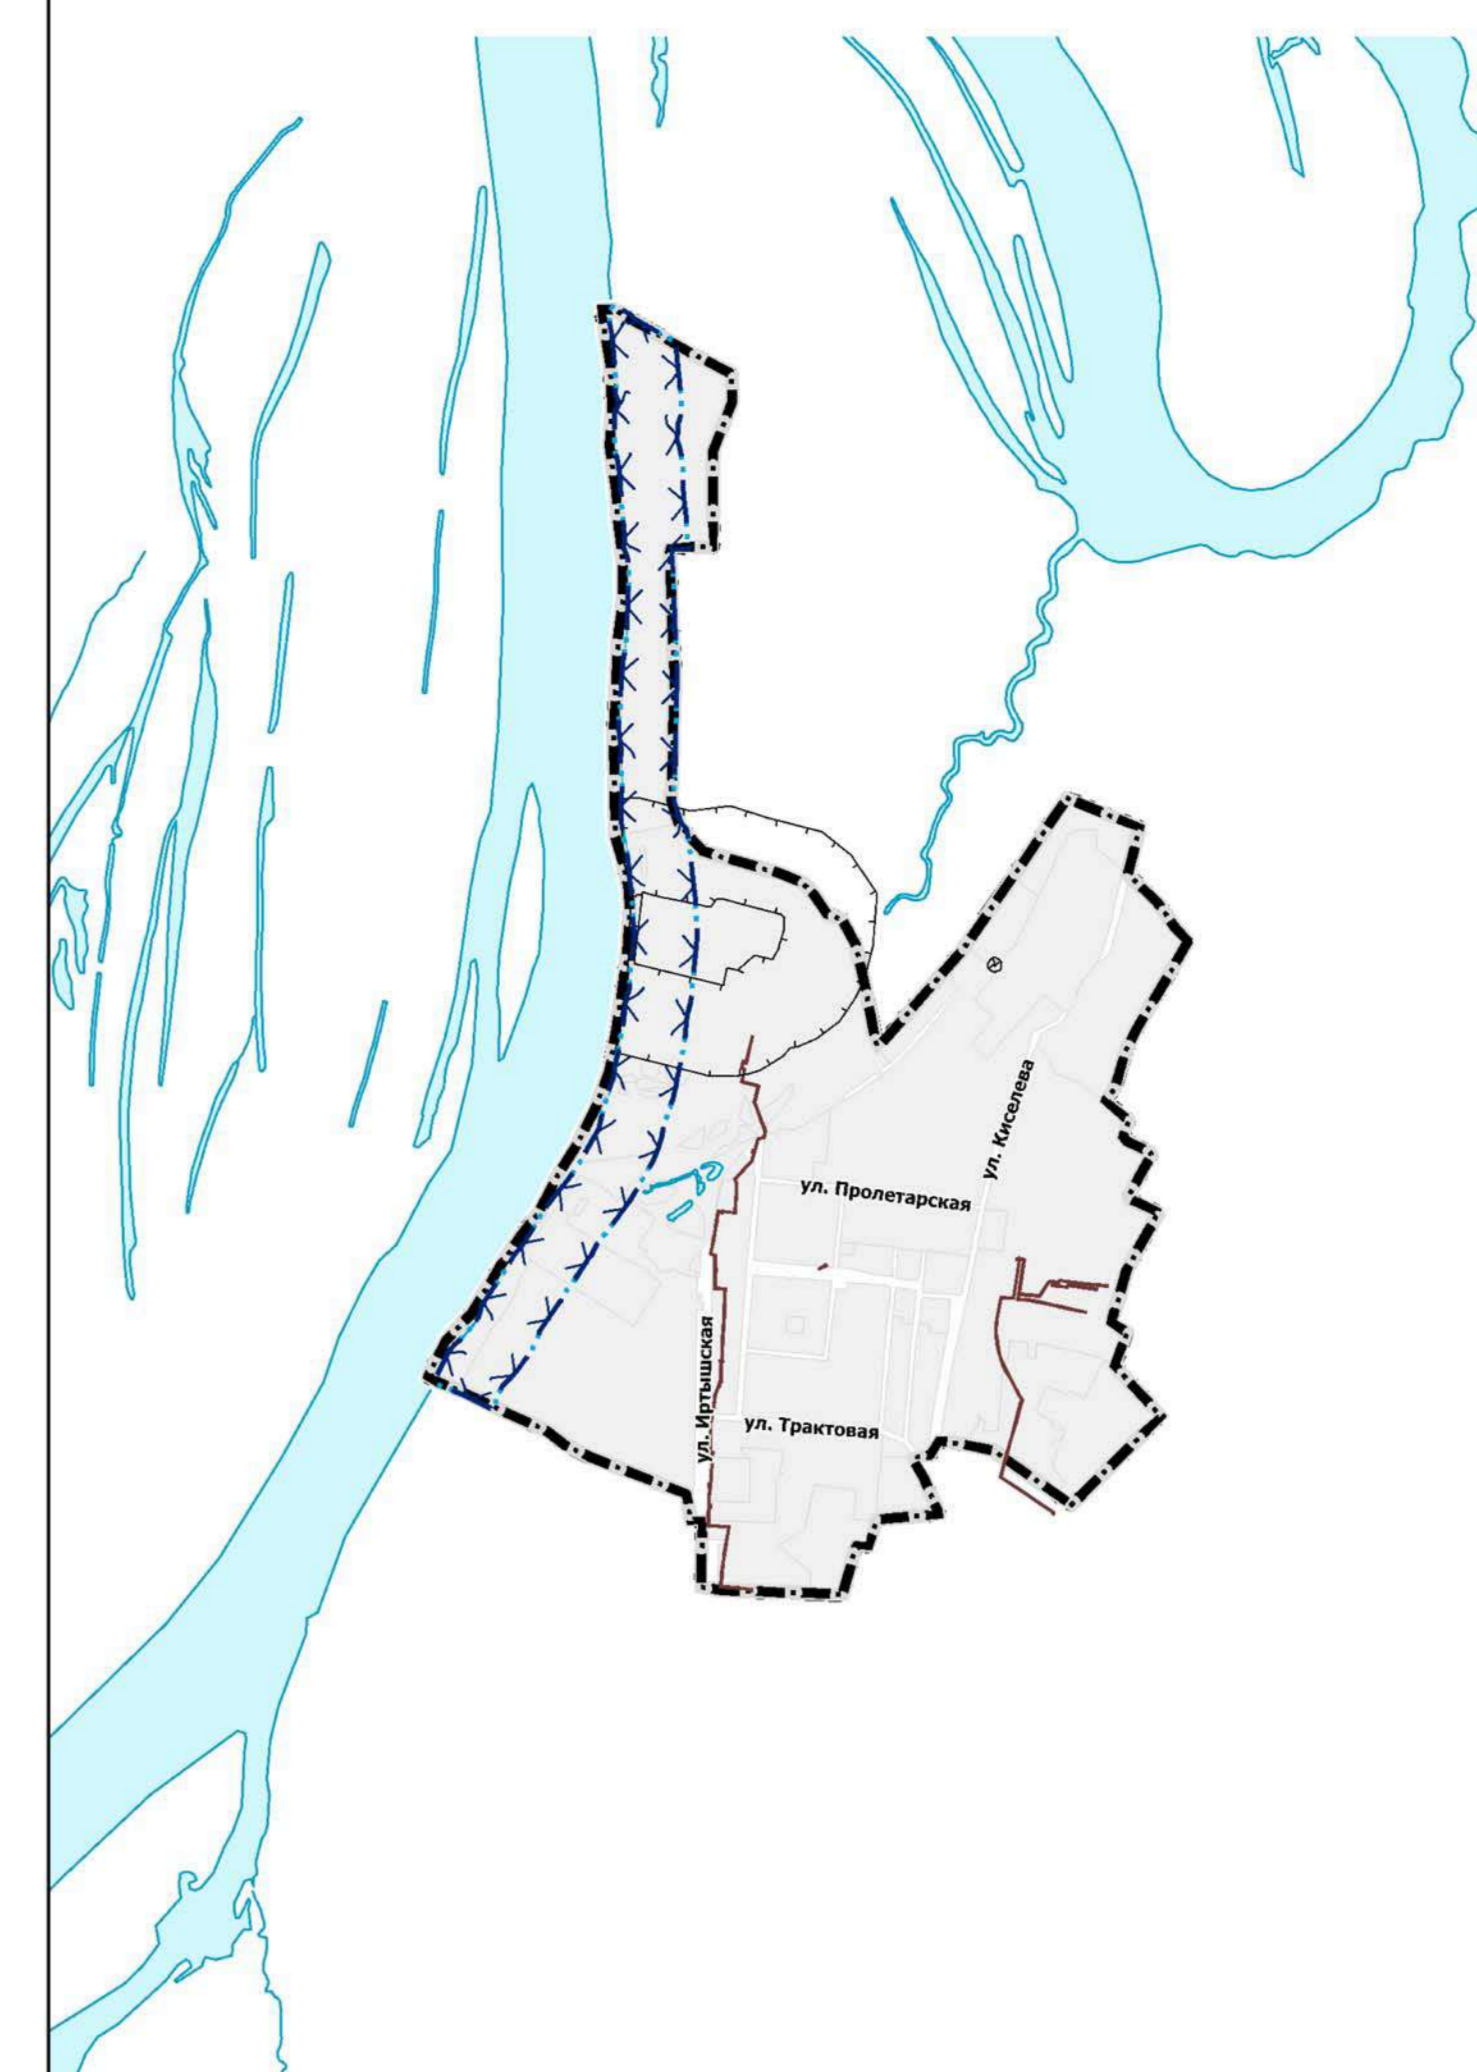 ул. Киселева
ул. Пролетарская
ул. Иртышская
ул. Трактовая